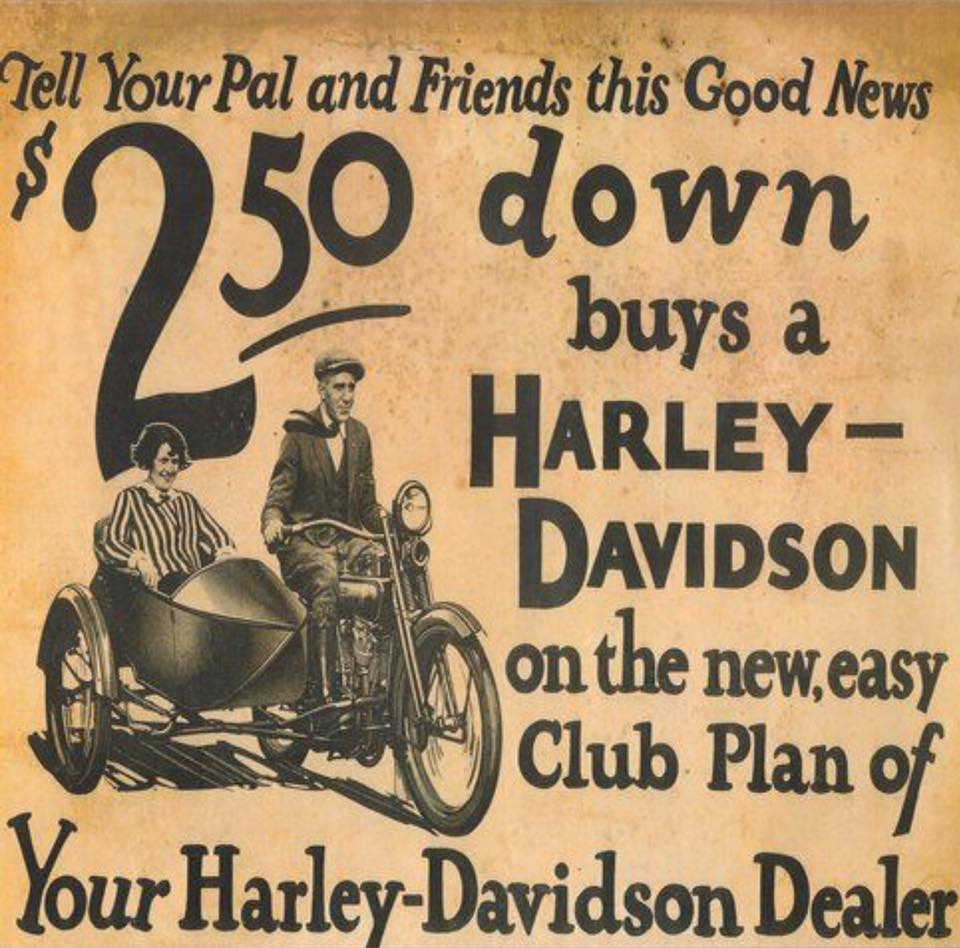 Tell Your Pal and Friends this Good News
$2.50 down
buys a
HARLEY-
DAVIDSON
on the new, easy
Club Plan of
Your Harley-Davidson Dealer